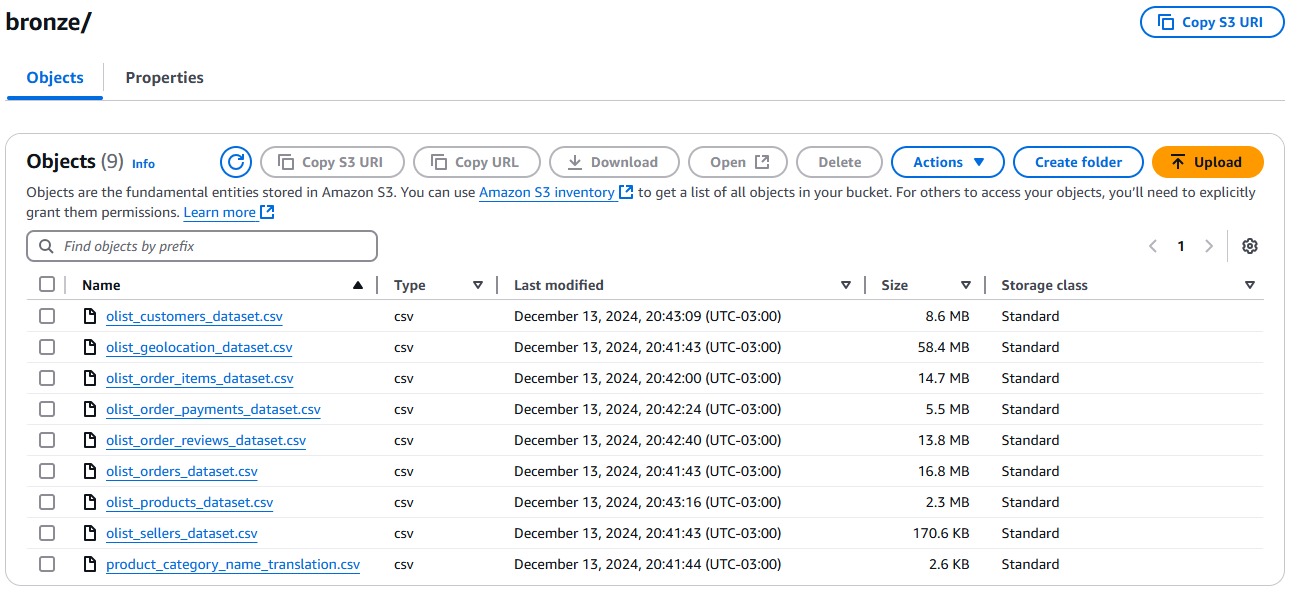 bronze/
Copy S3 URI
Objects Properties
Objects (9) Info Copy S3 URI Copy URL Download Open Delete Actions Create folder Upload
Objects are the fundamental entities stored in Amazon S3. You can use Amazon S3 inventory to get a list of all objects in your bucket. For others to access your objects, you'll need to explicitly
grant them permissions. Learn more
Find objects by prefix
1
Name Type Last modified Size Storage class
olist_customers_dataset.csv csv December 13, 2024, 20:43:09 (UTC-03:00) 8.6 MB Standard
olist_geolocation_dataset.csv csv December 13, 2024, 20:41:43 (UTC-03:00) 58.4 MB Standard
olist_order_items_dataset.csv csv December 13, 2024, 20:42:00 (UTC-03:00) 14.7 MB Standard
olist_order_payments_dataset.csv csv December 13, 2024, 20:42:24 (UTC-03:00) 5.5 MB Standard
olist_order_reviews_dataset.csv csv December 13, 2024, 20:42:40 (UTC-03:00) 13.8 MB Standard
olist_orders_dataset.csv csv December 13, 2024, 20:41:43 (UTC-03:00) 16.8 MB Standard
olist_products_dataset.csv csv December 13, 2024, 20:43:16 (UTC-03:00) 2.3 MB Standard
olist_sellers_dataset.csv csv December 13, 2024, 20:41:43 (UTC-03:00) 170.6 KB Standard
product_category_name_translation.csv csv December 13, 2024, 20:41:44 (UTC-03:00) 2.6 KB Standard